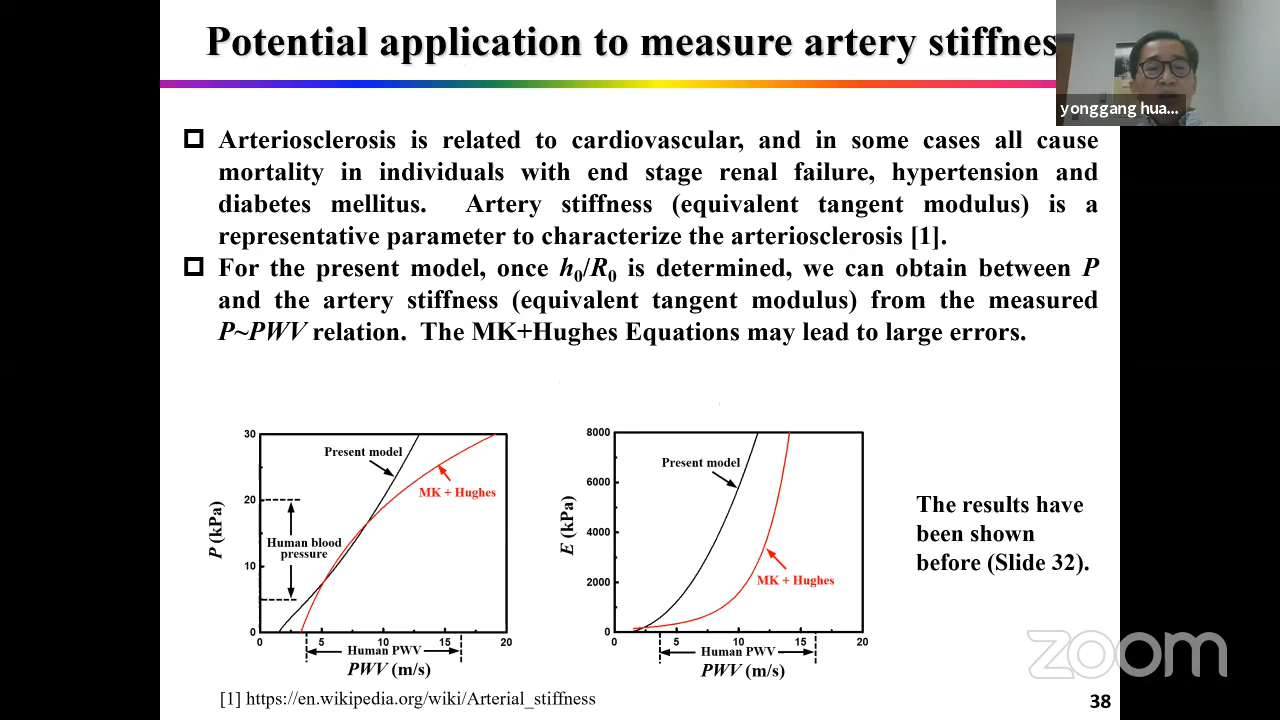 Potential application to measure artery stiffnes
yonggang hua...
Arteriosclerosis is related to cardiovascular, and in some cases all cause
mortality in individuals with end stage renal failure, hypertension and
diabetes mellitus. Artery stiffness (equivalent tangent modulus) is a
representative parameter to characterize the arteriosclerosis [1].
For the present model, once h0/R0 is determined, we can obtain between P
and the artery stiffness (equivalent tangent modulus) from the measured
P~PWV relation. The MK+Hughes Equations may lead to large errors.
30
20
10
0
P (kPa)
Present model
MK + Hughes
Human blood
pressure
0
5
10
15
20
Human PWV
PWV (m/s)
8000
6000
4000
2000
0
E (kPa)
Present model
MK + Hughes
0
5
10
15
20
Human PWV
PWV (m/s)
The results have
been shown
before (Slide 32).
zoom
[1] https://en.wikipedia.org/wiki/Arterial_stiffness
38